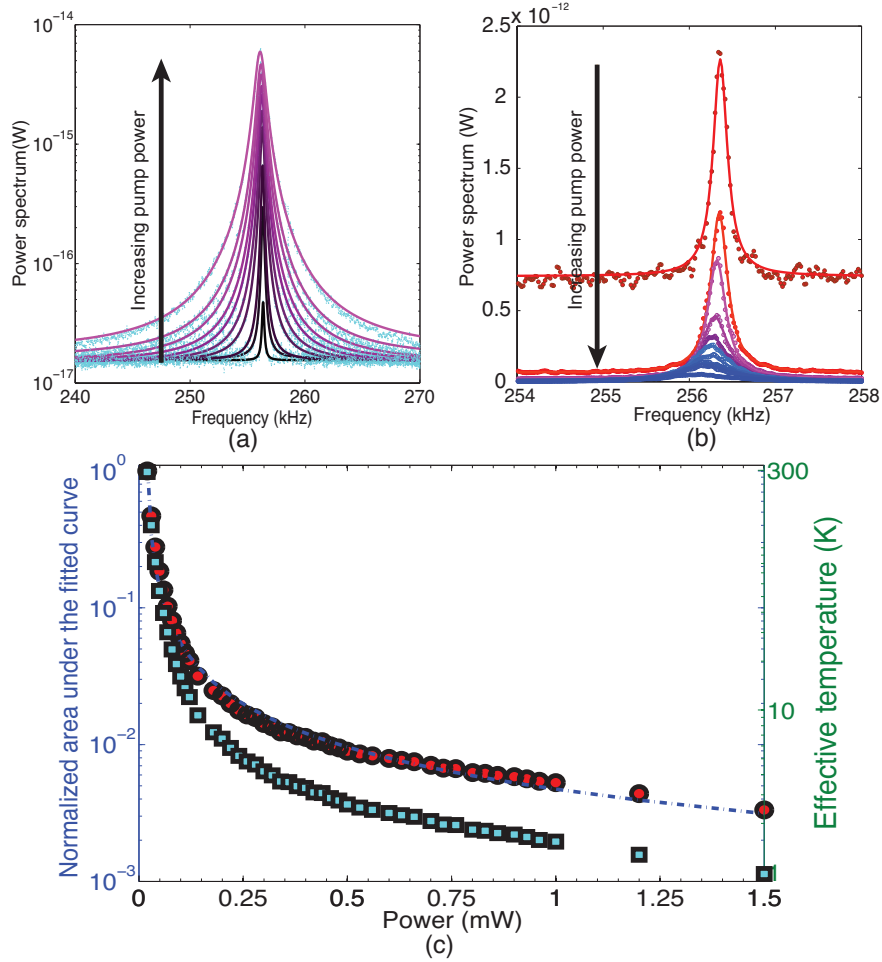 10⁻¹⁴
10⁻¹⁵
10⁻¹⁶
10⁻¹⁷
Power spectrum(W)
Increasing pump power
240 250 260 270
Frequency (kHz)
(a)
x 10⁻¹²
2.5
2
1.5
1
0.5
0
Power spectrum (W)
Increasing pump power
254 255 256 257 258
Frequency (kHz)
(b)
10⁰
10⁻¹
10⁻²
10⁻³
Normalized area under the fitted curve
300
10
1
Effective temperature (K)
0 0.25 0.5 0.75 1 1.25 1.5
Power (mW)
(c)